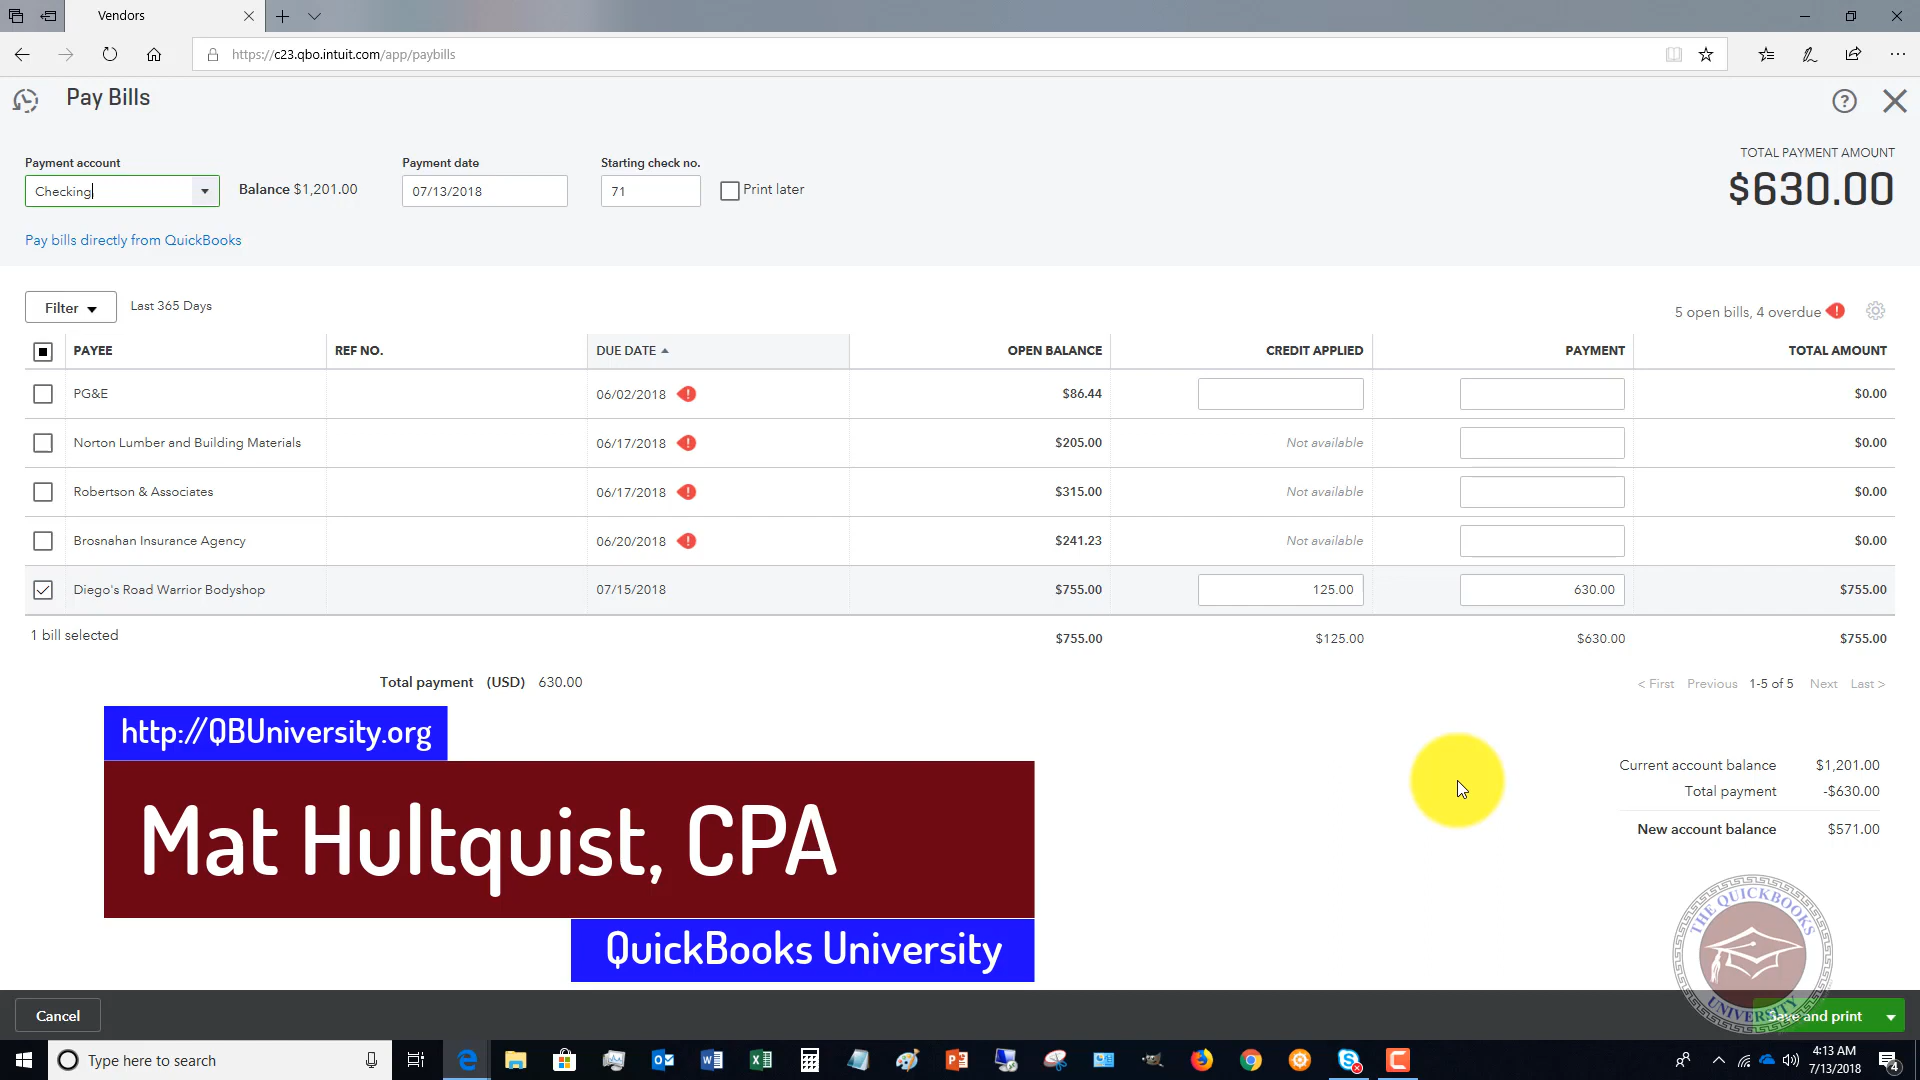 Vendors
https://c23.qbo.intuit.com/app/paybills
Pay Bills
Payment account
Payment date
Starting check no.
TOTAL PAYMENT AMOUNT
Checking
Balance $1,201.00
07/13/2018
71
Print later
$630.00
Pay bills directly from QuickBooks
Filter
Last 365 Days
5 open bills, 4 overdue
PAYEE REF NO. DUE DATE OPEN BALANCE CREDIT APPLIED PAYMENT TOTAL AMOUNT
PG&E 06/02/2018 $86.44 $0.00
Norton Lumber and Building Materials 06/17/2018 $205.00 Not available $0.00
Robertson & Associates 06/17/2018 $315.00 Not available $0.00
Brosnahan Insurance Agency 06/20/2018 $241.23 Not available $0.00
Diego's Road Warrior Bodyshop 07/15/2018 $755.00 125.00 630.00 $755.00
1 bill selected $755.00 $125.00 $630.00 $755.00
Total payment (USD) 630.00
< First Previous 1-5 of 5 Next Last >
http://QBUniversity.org
Mat Hultquist, CPA
QuickBooks University
Current account balance $1,201.00
Total payment -$630.00
New account balance $571.00
THE QUICKBOOKS
UNIVERSITY
Cancel
Save and print
Type here to search
4:13 AM
7/13/2018
4